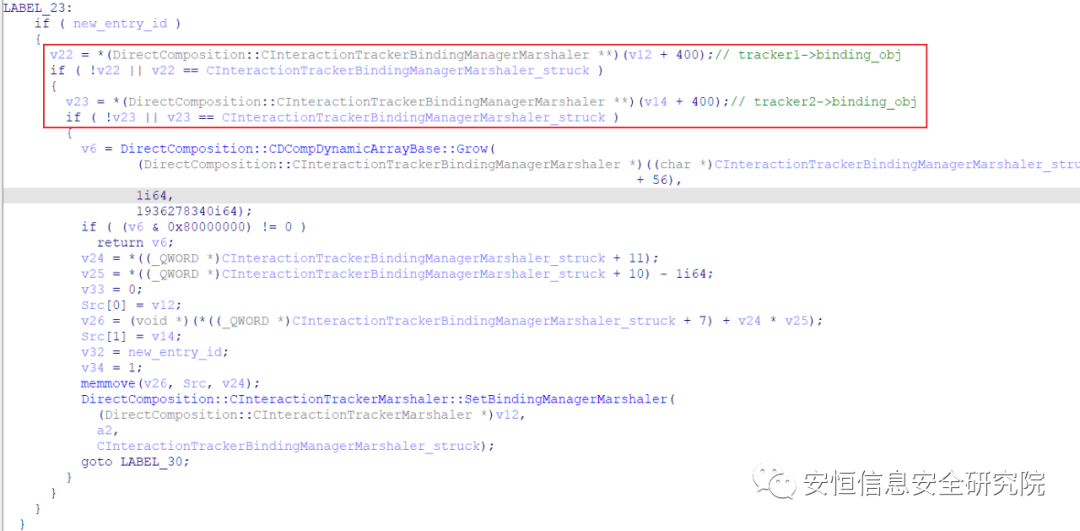 LABEL_23:
if ( new_entry_id )
{
v22 = *(DirectComposition::CInteractionTrackerBindingManagerMarshaler **)(v12 + 400);// tracker1->binding_obj
if ( !v22 || v22 == CInteractionTrackerBindingManagerMarshaler_struck )
{
v23 = *(DirectComposition::CInteractionTrackerBindingManagerMarshaler **)(v14 + 400);// tracker2->binding_obj
if ( !v23 || v23 == CInteractionTrackerBindingManagerMarshaler_struck )
{
v6 = DirectComposition::CDCompDynamicArrayBase::Grow(
(DirectComposition::CInteractionTrackerBindingManagerMarshaler *)((char *)CInteractionTrackerBindingManagerMarshaler_stru
+ 56),
1i64,
1936278340i64);
if ( (v6 & 0x80000000) != 0 )
return v6;
v24 = *((_QWORD *)CInteractionTrackerBindingManagerMarshaler_struck + 11);
v25 = *((_QWORD *)CInteractionTrackerBindingManagerMarshaler_struck + 10) - 1i64;
v33 = 0;
Src[0] = v12;
v26 = (void *)(*((_QWORD *)CInteractionTrackerBindingManagerMarshaler_struck + 7) + v24 * v25);
Src[1] = v14;
v32 = new_entry_id;
v34 = 1;
memmove(v26, Src, v24);
DirectComposition::CInteractionTrackerMarshaler::SetBindingManagerMarshaler(
(DirectComposition::CInteractionTrackerMarshaler *)v12,
a2,
CInteractionTrackerBindingManagerMarshaler_struck);
goto LABEL_30;
}
}
}
}
安恒信息安全研究院